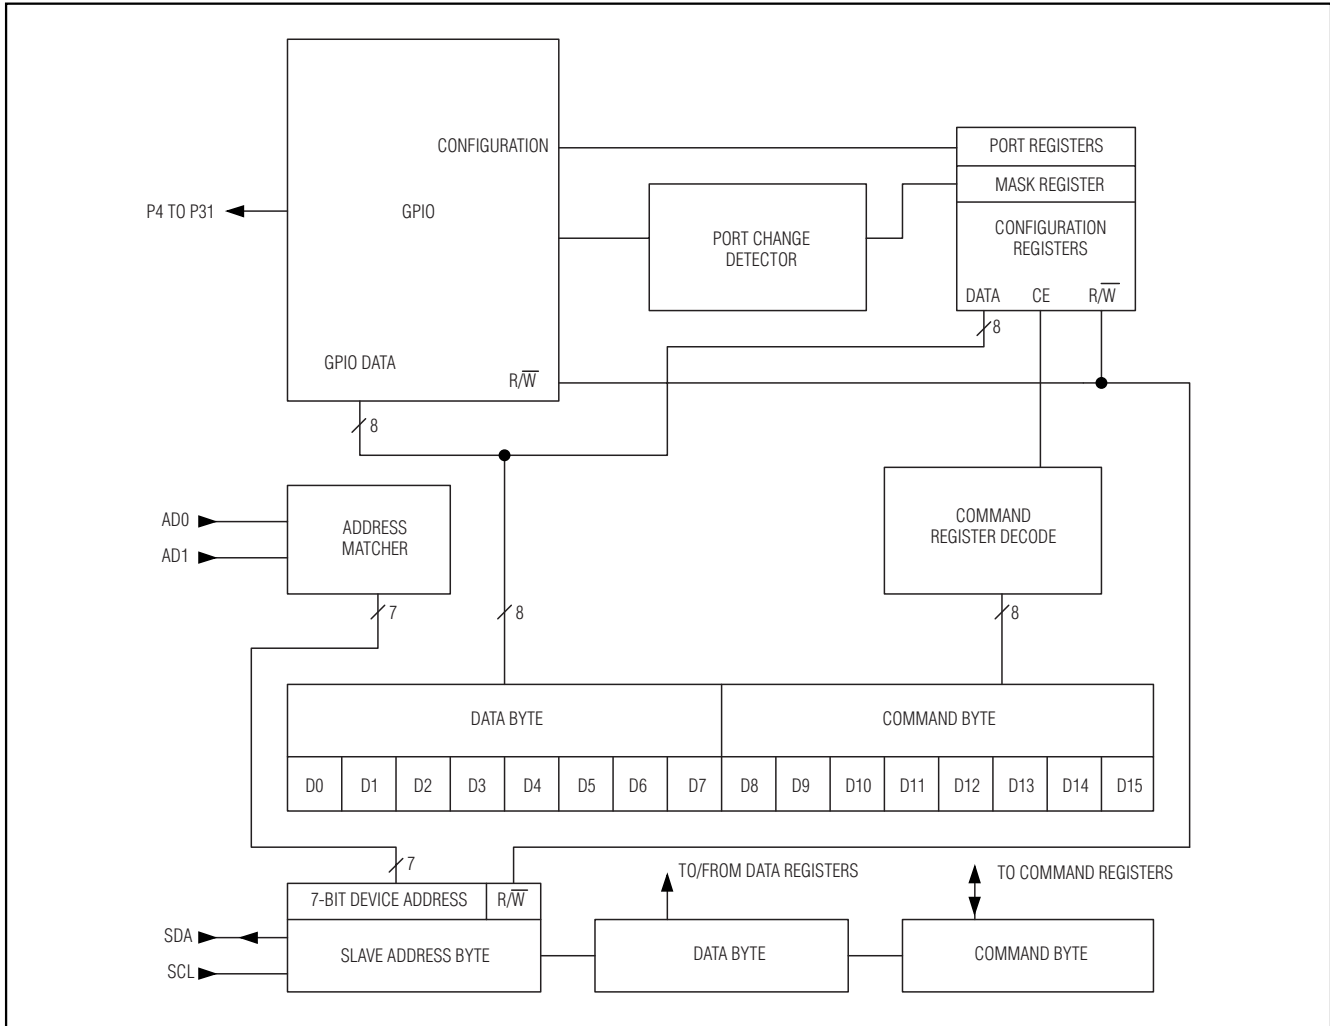 CONFIGURATION
PORT REGISTERS
MASK REGISTER
P4 TO P31
GPIO
PORT CHANGE
DETECTOR
CONFIGURATION
REGISTERS
DATA
CE
R/W̅
8
GPIO DATA
R/W̅
8
AD0
AD1
ADDRESS
MATCHER
COMMAND
REGISTER DECODE
7
8
8
DATA BYTE
COMMAND BYTE
D0
D1
D2
D3
D4
D5
D6
D7
D8
D9
D10
D11
D12
D13
D14
D15
7
TO/FROM DATA REGISTERS
TO COMMAND REGISTERS
7-BIT DEVICE ADDRESS
R/W̅
SDA
SCL
SLAVE ADDRESS BYTE
DATA BYTE
COMMAND BYTE